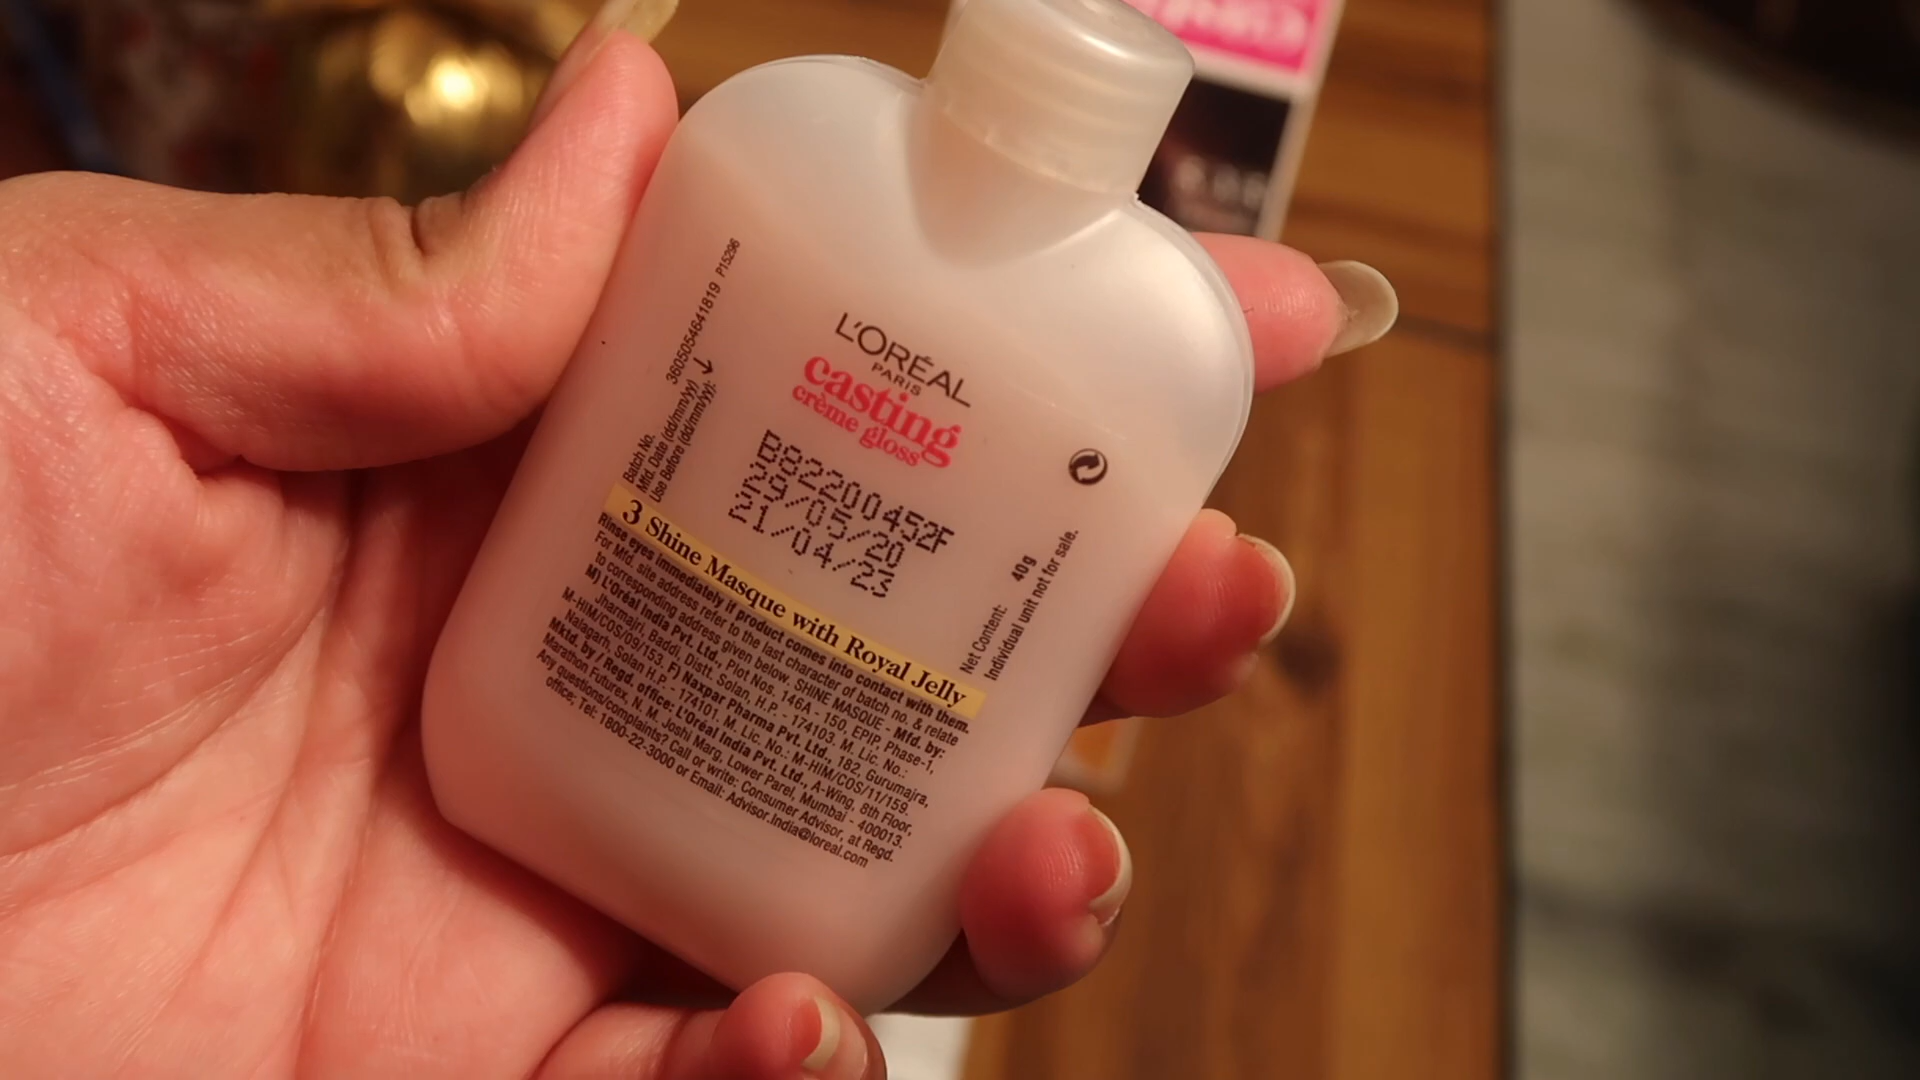 L'ORÉAL
PARIS
casting
crème gloss
3605054641819 P15296
Batch No.
Mfd. Date (dd/mm/yy)
Use Before (dd/mm/yy):
B82200452F
29/05/20
21/04/23
Net Content: 40g
Individual unit not for sale.
3 Shine Masque with Royal Jelly
Rinse eyes immediately if product comes into contact with them.
For Mfd. site address refer to the last character of batch no. & relate
to corresponding address given below. SHINE MASQUE - Mfd. by:
M) L'Oréal India Pvt. Ltd., Plot Nos. 146A - 150, EPIP, Phase-1,
Jharmajri, Baddi, Distt. Solan, H.P. - 174103. M. Lic. No.:
M-HIM/COS/09/153. F) Naxpar Pharma Pvt. Ltd., 182, Gurumajra,
Nalagarh, Solan H.P. - 174101. M. Lic. No.: M-HIM/COS/11/159.
Mktd. by / Regd. office: L'Oréal India Pvt. Ltd., A-Wing, 8th Floor,
Marathon Futurex, N. M. Joshi Marg, Lower Parel, Mumbai - 400013.
Any questions/complaints? Call or write: Consumer Advisor, at Regd.
office, Tel: 1800-22-3000 or Email: Advisor.India@loreal.com